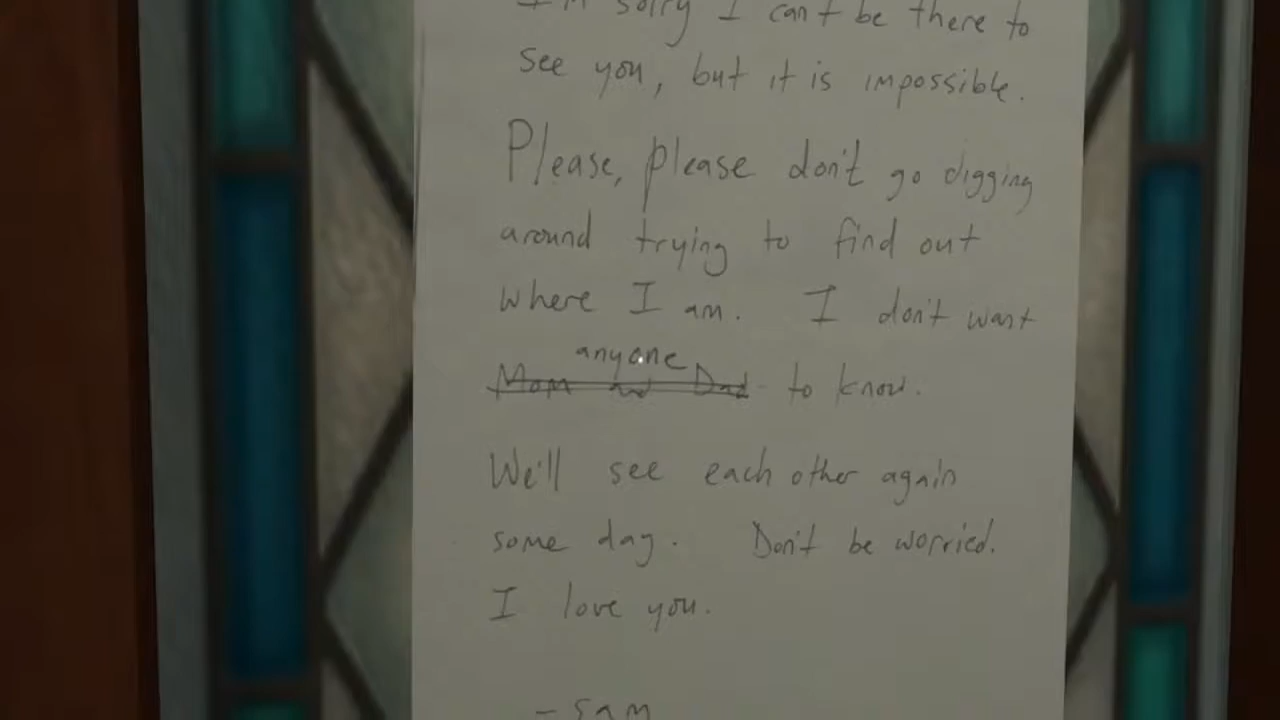 I'm sorry I can't be there to
see you, but it is impossible.
Please, please don't go digging
around trying to find out
where I am. I don't want
anyone
Mom and Dad to know.
We'll see each other again
some day. Don't be worried.
I love you.
- Sam